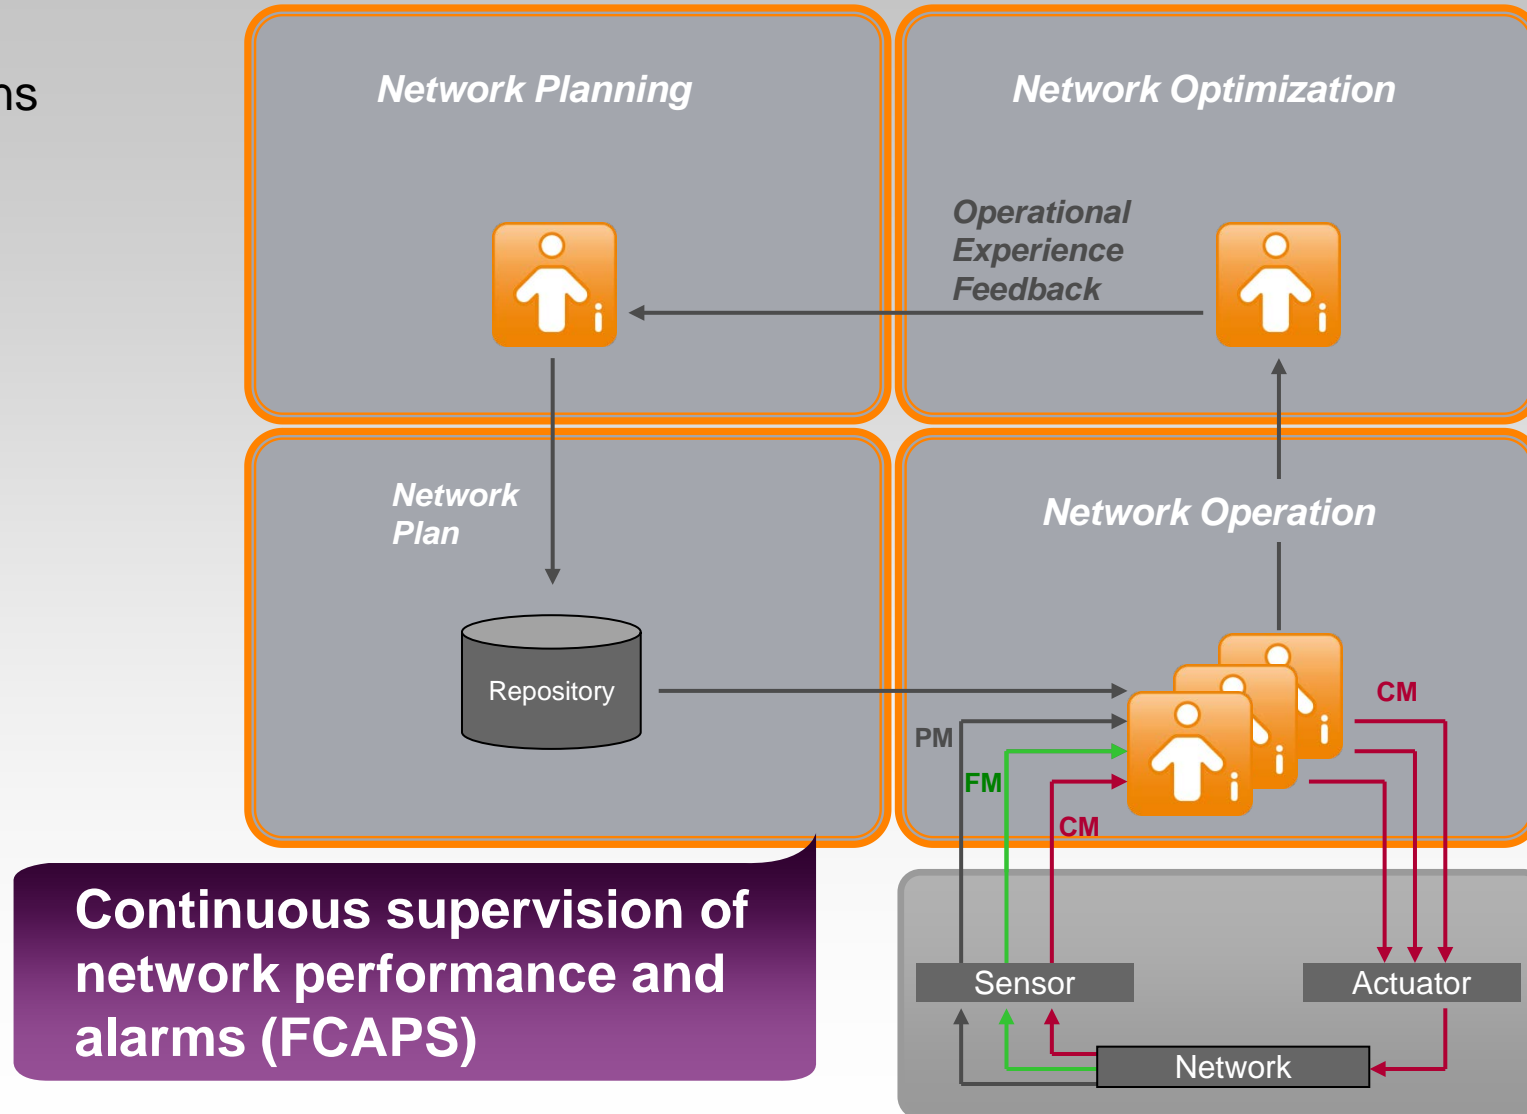 ns
Network Planning
Network Optimization
Operational
Experience
Feedback
Network
Plan
Network Operation
Repository
CM
PM
FM
CM
Continuous supervision of
network performance and
alarms (FCAPS)
Sensor
Actuator
Network